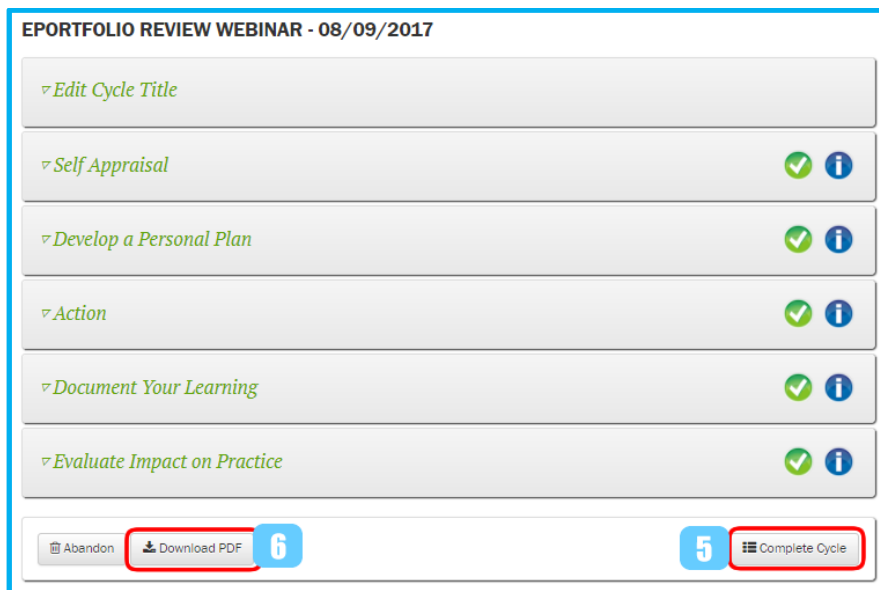 EPORTFOLIO REVIEW WEBINAR - 08/09/2017
Edit Cycle Title
Self Appraisal
Develop a Personal Plan
Action
Document Your Learning
Evaluate Impact on Practice
Abandon Download PDF 6 5 Complete Cycle